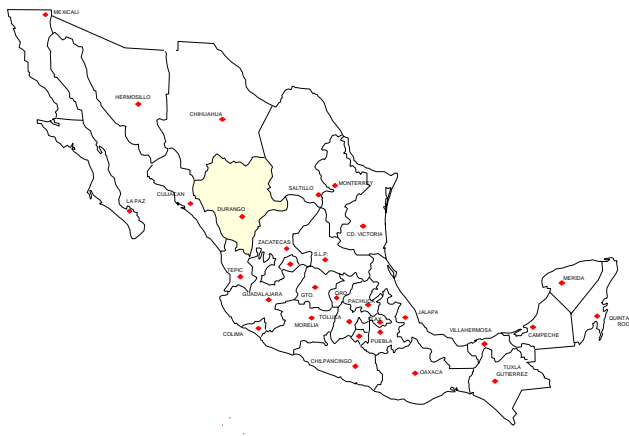 MEXICALI
HERMOSILLO
CHIHUAHUA
CULIACAN
LA PAZ
DURANGO
SALTILLO
MONTERREY
CD. VICTORIA
ZACATECAS
S.L.P.
TEPIC
GUADALAJARA
GTO.
QRO.
PACHUCA
COLIMA
MORELIA
TOLUCA
JALAPA
PUEBLA
CHILPANCINGO
OAXACA
VILLAHERMOSA
TUXLA
GUTIERREZ
CAMPECHE
MERIDA
QUINTA
ROO